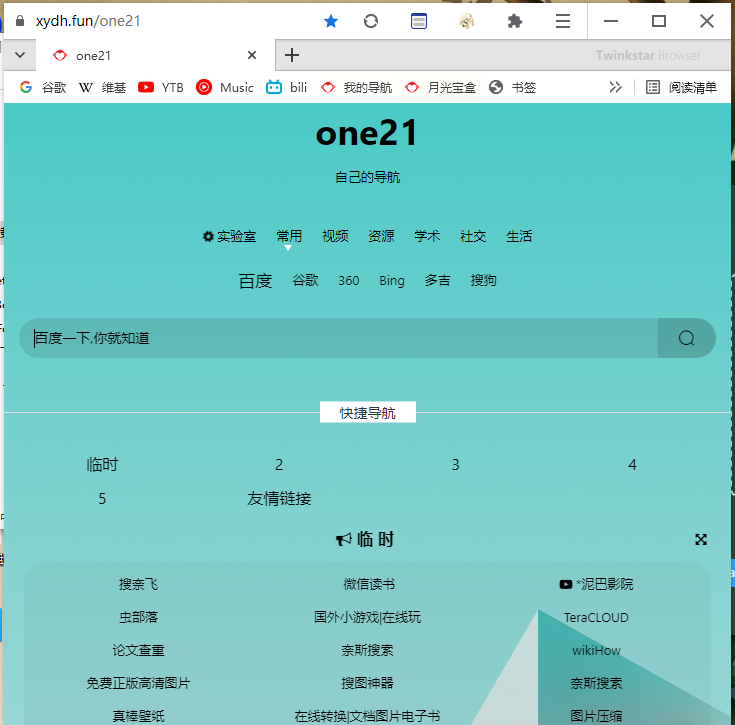 xydh.fun/one21
one21
Twinkstar Browser
谷歌 W 维基 YTB Music bili 我的导航 月光宝盒 书签 阅读清单
one21
自己的导航
实验室 常用 视频 资源 学术 社交 生活
百度 谷歌 360 Bing 多吉 搜狗
百度一下,你就知道
快捷导航
临时 2 3 4
5 友情链接
临 时
搜奈飞 微信读书 *泥巴影院
虫部落 国外小游戏|在线玩 TeraCLOUD
论文查重 奈斯搜索 wikiHow
免费正版高清图片 搜图神器 奈斯搜索
真棒壁纸 在线转换|文档图片电子书 图片压缩